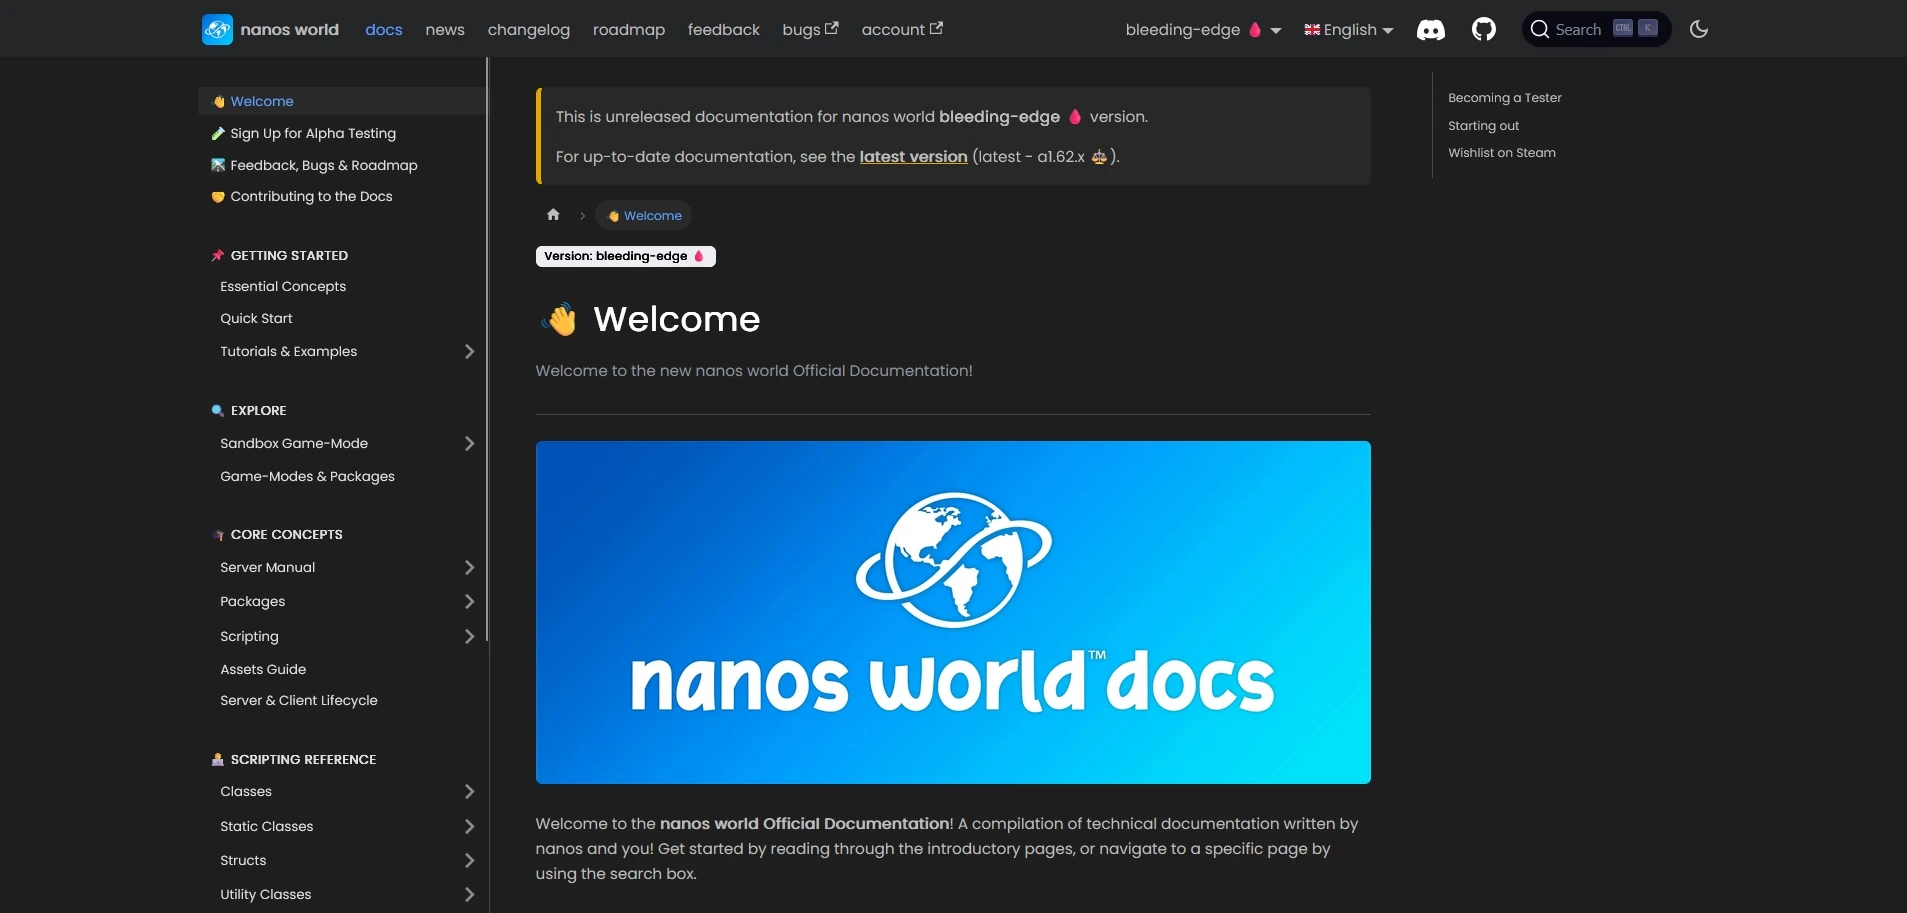 nanos world
docs
news
changelog
roadmap
feedback
bugs
account
bleeding-edge
English
Search
CTRL
K
Welcome
Sign Up for Alpha Testing
Feedback, Bugs & Roadmap
Contributing to the Docs
GETTING STARTED
Essential Concepts
Quick Start
Tutorials & Examples
EXPLORE
Sandbox Game-Mode
Game-Modes & Packages
CORE CONCEPTS
Server Manual
Packages
Scripting
Assets Guide
Server & Client Lifecycle
SCRIPTING REFERENCE
Classes
Static Classes
Structs
Utility Classes
This is unreleased documentation for nanos world bleeding-edge 🩸 version.
For up-to-date documentation, see the latest version (latest - a1.62.x ⚖️).
Welcome
Version: bleeding-edge 🩸
👋 Welcome
Welcome to the new nanos world Official Documentation!
nanos world™docs
Welcome to the nanos world Official Documentation! A compilation of technical documentation written by
nanos and you! Get started by reading through the introductory pages, or navigate to a specific page by
using the search box.
Becoming a Tester
Starting out
Wishlist on Steam